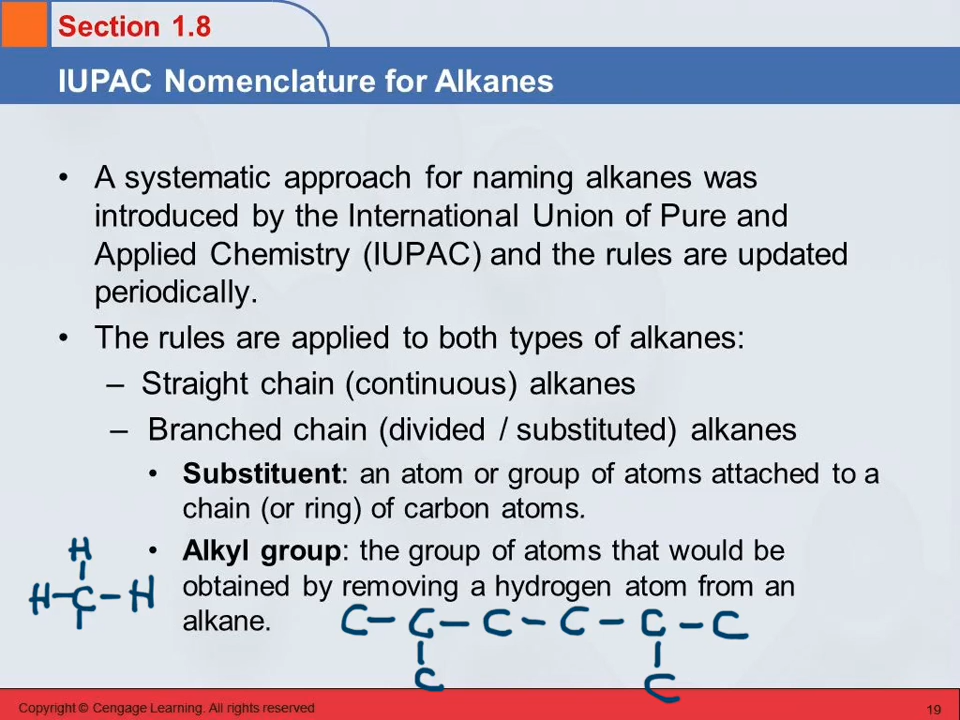 Section 1.8
IUPAC Nomenclature for Alkanes
• A systematic approach for naming alkanes was
introduced by the International Union of Pure and
Applied Chemistry (IUPAC) and the rules are updated
periodically.
• The rules are applied to both types of alkanes:
– Straight chain (continuous) alkanes
– Branched chain (divided / substituted) alkanes
• Substituent: an atom or group of atoms attached to a
chain (or ring) of carbon atoms.
• Alkyl group: the group of atoms that would be
obtained by removing a hydrogen atom from an
alkane.
H
H–C–H
C–C–C–C–C–C
C C
Copyright © Cengage Learning. All rights reserved
19